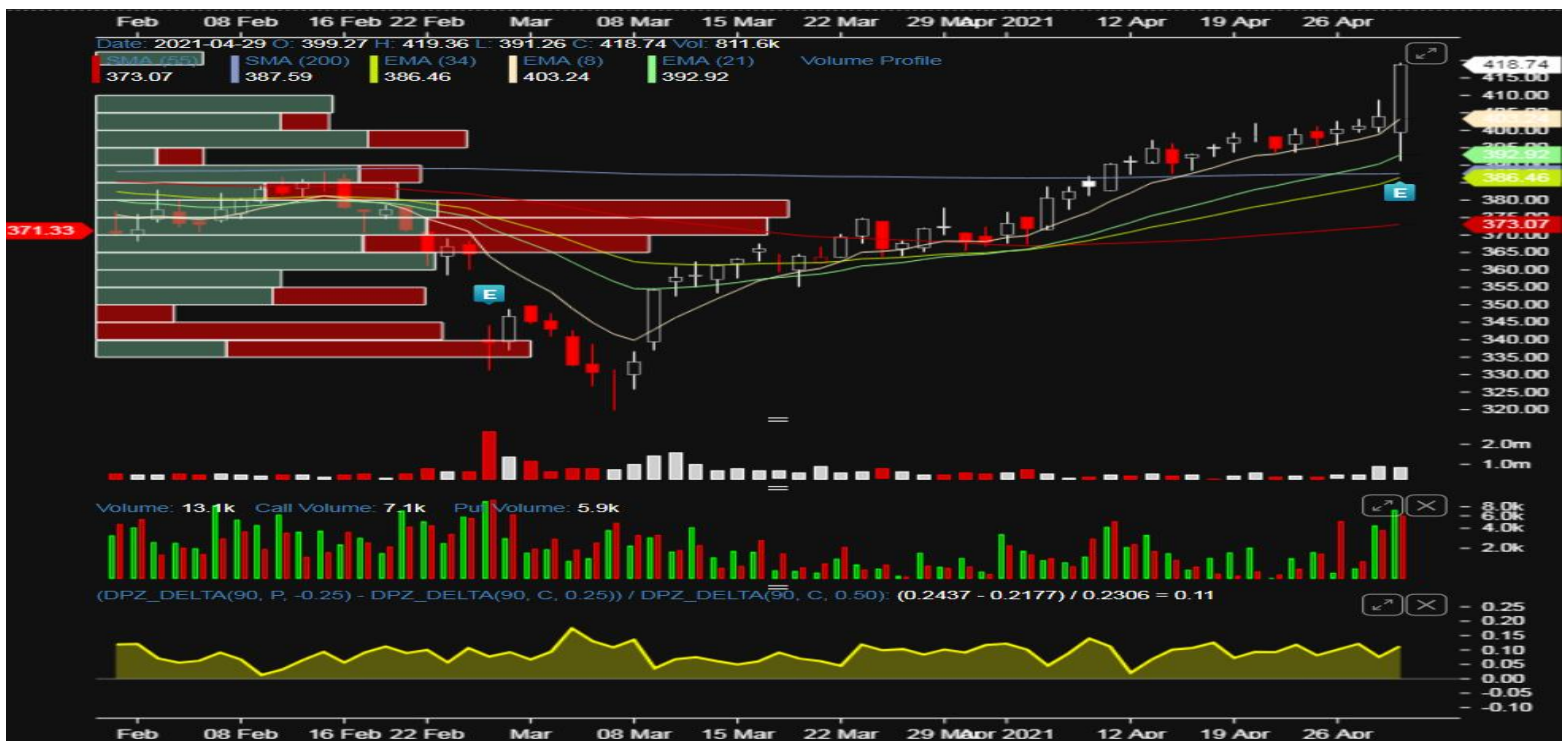 Feb 08 Feb 16 Feb 22 Feb Mar 08 Mar 15 Mar 22 Mar 29 Mar Apr 2021 12 Apr 19 Apr 26 Apr
Date: 2021-04-29 O: 399.27 H: 419.36 L: 391.26 C: 418.74 Vol: 811.6k
SMA (55) SMA (200) EMA (34) EMA (8) EMA (21) Volume Profile
373.07 387.59 386.46 403.24 392.92
418.74
415.00
410.00
403.24
400.00
392.92
386.46
E
380.00
373.07
371.33
370.00
365.00
360.00
355.00
E
350.00
345.00
340.00
335.00
330.00
325.00
320.00
2.0m
1.0m
Volume: 13.1k Call Volume: 7.1k Put Volume: 5.9k
8.0k
6.0k
4.0k
2.0k
(DPZ_DELTA(90, P, -0.25) - DPZ_DELTA(90, C, 0.25)) / DPZ_DELTA(90, C, 0.50): (0.2437 - 0.2177) / 0.2306 = 0.11
0.25
0.20
0.15
0.10
0.05
0.00
-0.05
-0.10
Feb 08 Feb 16 Feb 22 Feb Mar 08 Mar 15 Mar 22 Mar 29 Mar Apr 2021 12 Apr 19 Apr 26 Apr